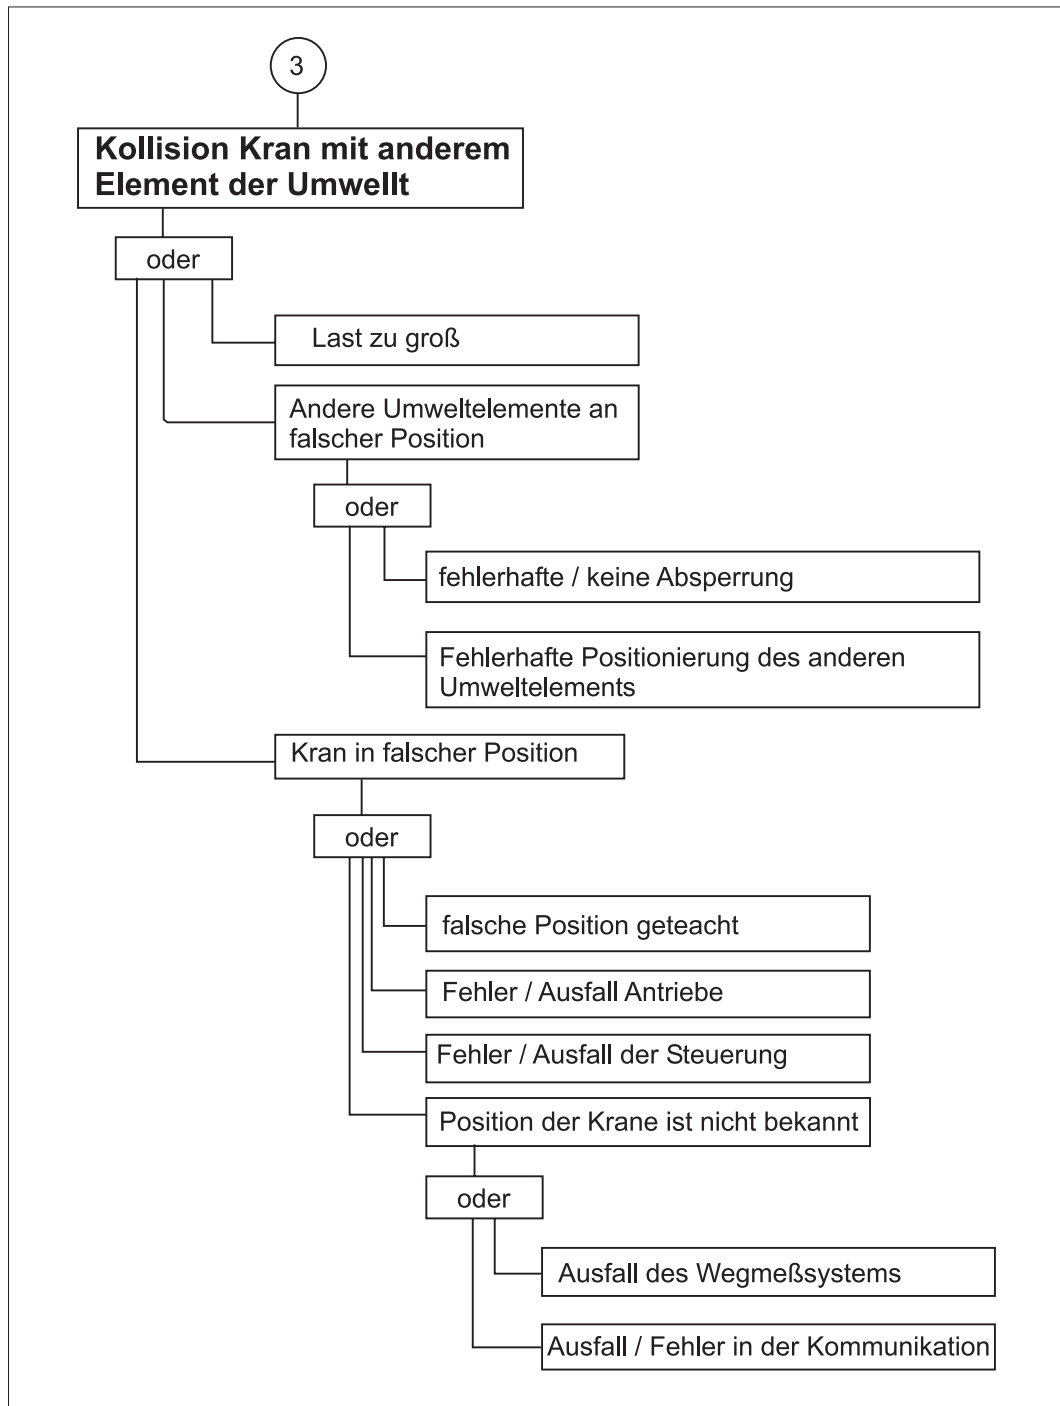 3
Kollision Kran mit anderem
Element der Umwellt
oder
Last zu groß
Andere Umweltelemente an
falscher Position
oder
fehlerhafte / keine Absperrung
Fehlerhafte Positionierung des anderen
Umweltelements
Kran in falscher Position
oder
falsche Position geteacht
Fehler / Ausfall Antriebe
Fehler / Ausfall der Steuerung
Position der Krane ist nicht bekannt
oder
Ausfall des Wegmeßsystems
Ausfall / Fehler in der Kommunikation